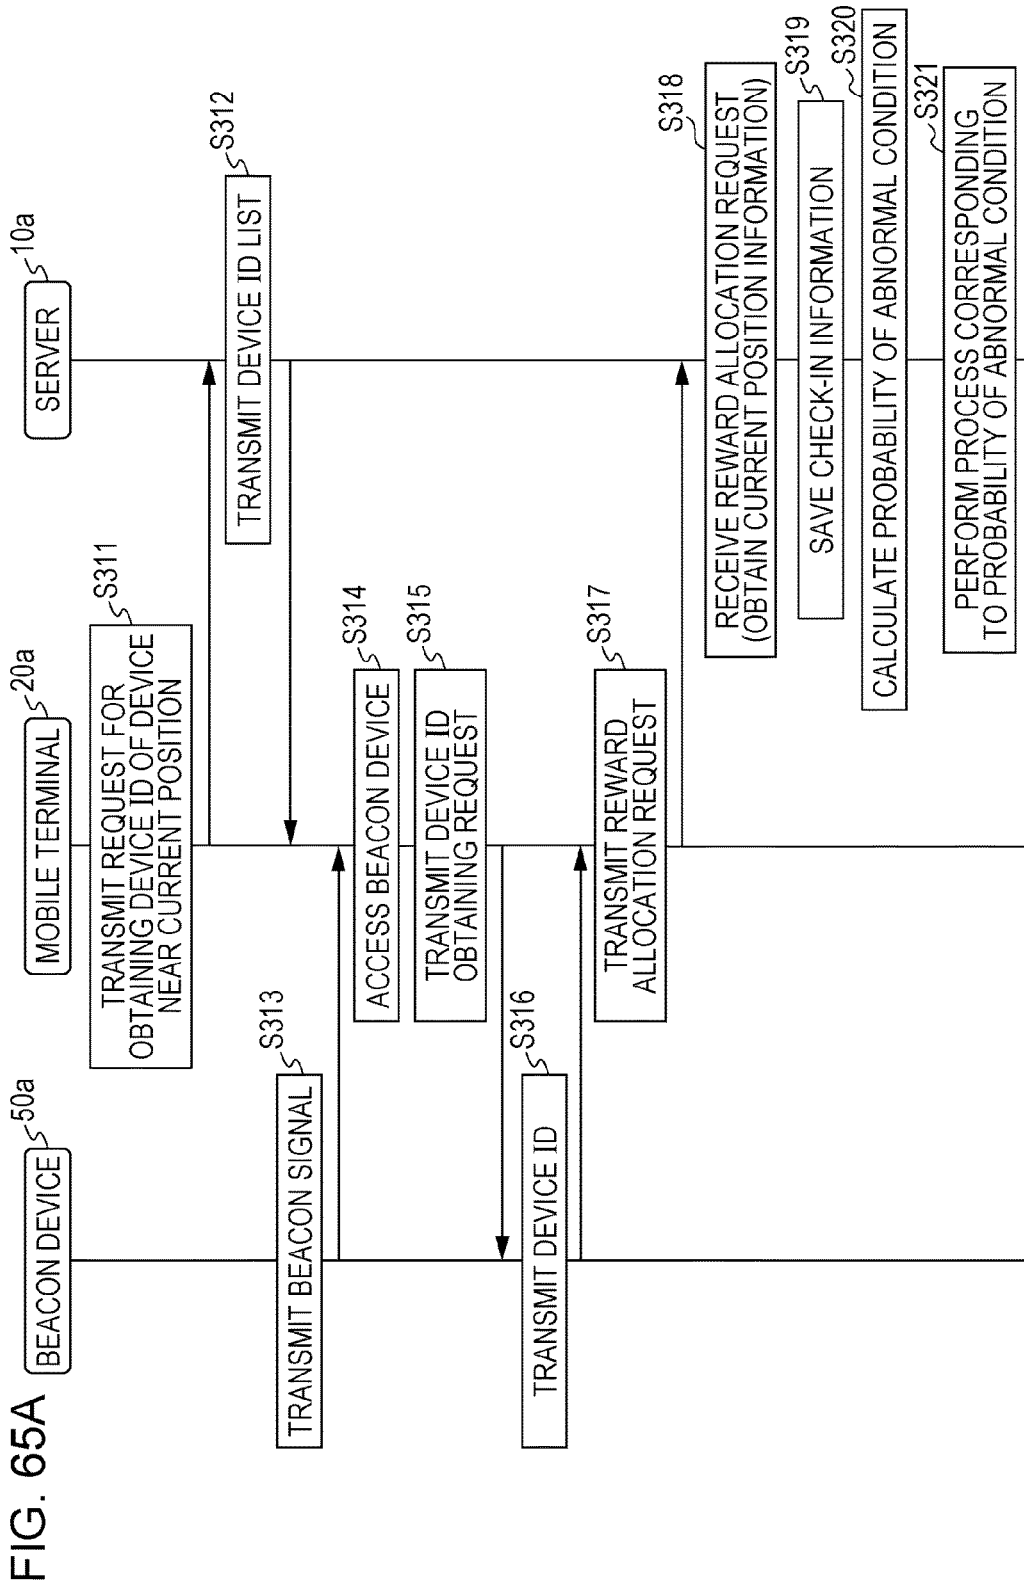 FIG. 65A
BEACON DEVICE
50a
MOBILE TERMINAL
20a
SERVER
10a
S311
TRANSMIT REQUEST FOR
OBTAINING DEVICE ID OF DEVICE
NEAR CURRENT POSITION
S312
TRANSMIT DEVICE ID LIST
S313
TRANSMIT BEACON SIGNAL
S314
ACCESS BEACON DEVICE
S315
TRANSMIT DEVICE ID
OBTAINING REQUEST
S316
TRANSMIT DEVICE ID
S317
TRANSMIT REWARD
ALLOCATION REQUEST
S318
RECEIVE REWARD ALLOCATION REQUEST
(OBTAIN CURRENT POSITION INFORMATION)
S319
SAVE CHECK-IN INFORMATION
S320
CALCULATE PROBABILITY OF ABNORMAL CONDITION
S321
PERFORM PROCESS CORRESPONDING
TO PROBABILITY OF ABNORMAL CONDITION